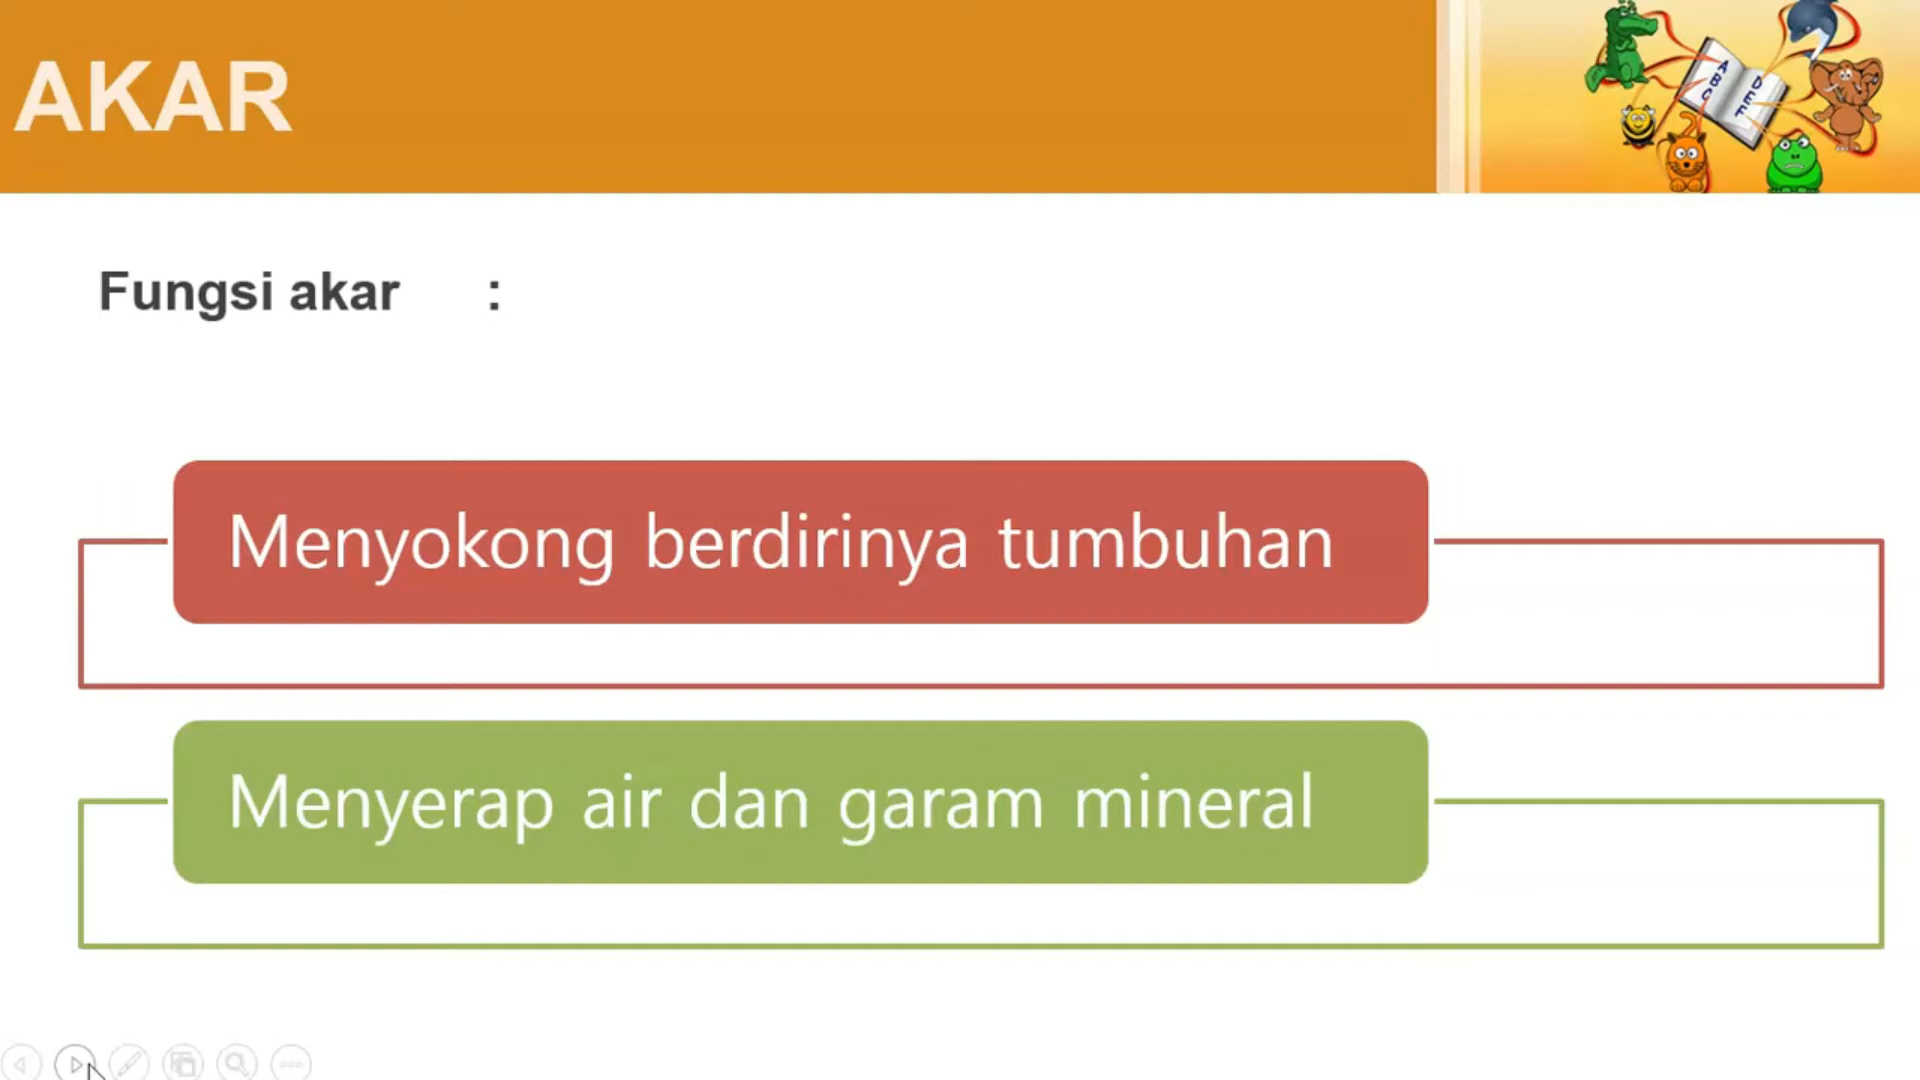 AKAR
A B C
D E F
Fungsi akar :
Menyokong berdirinya tumbuhan
Menyerap air dan garam mineral